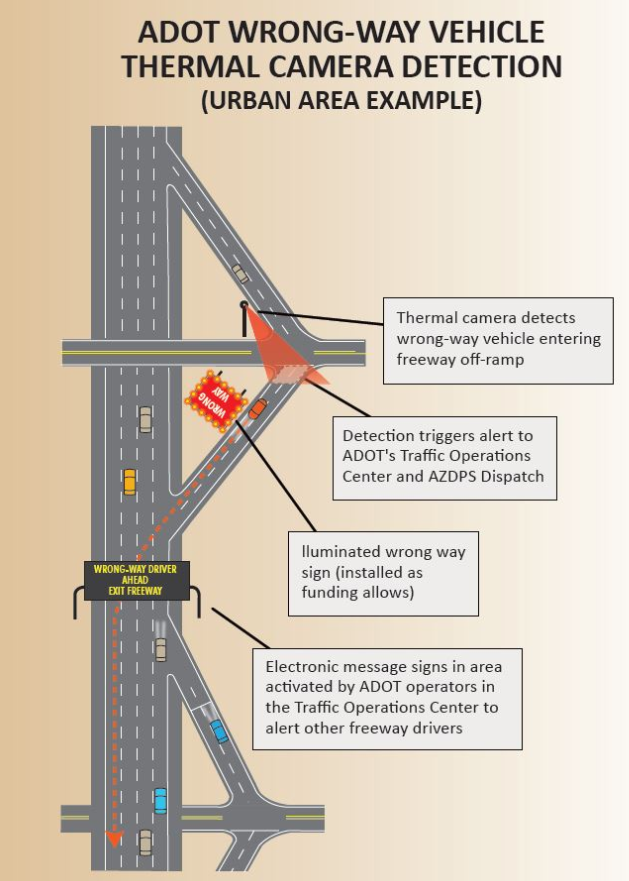 ADOT WRONG-WAY VEHICLE
THERMAL CAMERA DETECTION
(URBAN AREA EXAMPLE)
Thermal camera detects
wrong-way vehicle entering
freeway off-ramp
WRONG
WAY
Detection triggers alert to
ADOT's Traffic Operations
Center and AZDPS Dispatch
Iluminated wrong way
sign (installed as
funding allows)
WRONG-WAY DRIVER
AHEAD
EXIT FREEWAY
Electronic message signs in area
activated by ADOT operators in
the Traffic Operations Center to
alert other freeway drivers